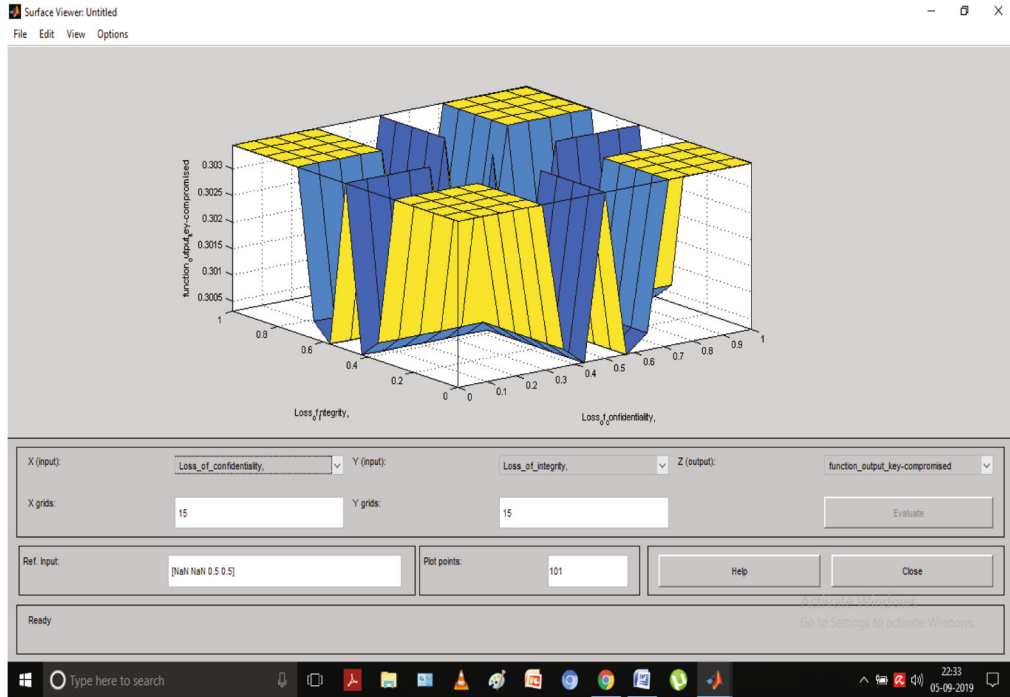 Surface Viewer: Untitled
File Edit View Options
function_output_key-compromised
0.303
0.3025
0.302
0.3015
0.301
0.3005
1
0.8
0.6
0.4
0.2
0
0
0.1
0.2
0.3
0.4
0.5
0.6
0.7
0.8
0.9
1
Loss_of_integrity,
Loss_of_confidentiality,
X (input):
Loss_of_confidentiality,
Y (input):
Loss_of_integrity,
Z (output):
function_output_key-compromised
X grids:
15
Y grids:
15
Evaluate
Ref. Input:
[NaN NaN 0.5 0.5]
Plot points:
101
Help
Close
Activate Windows
Go to Settings to activate Windows.
Ready
Type here to search
22:33
05-09-2019